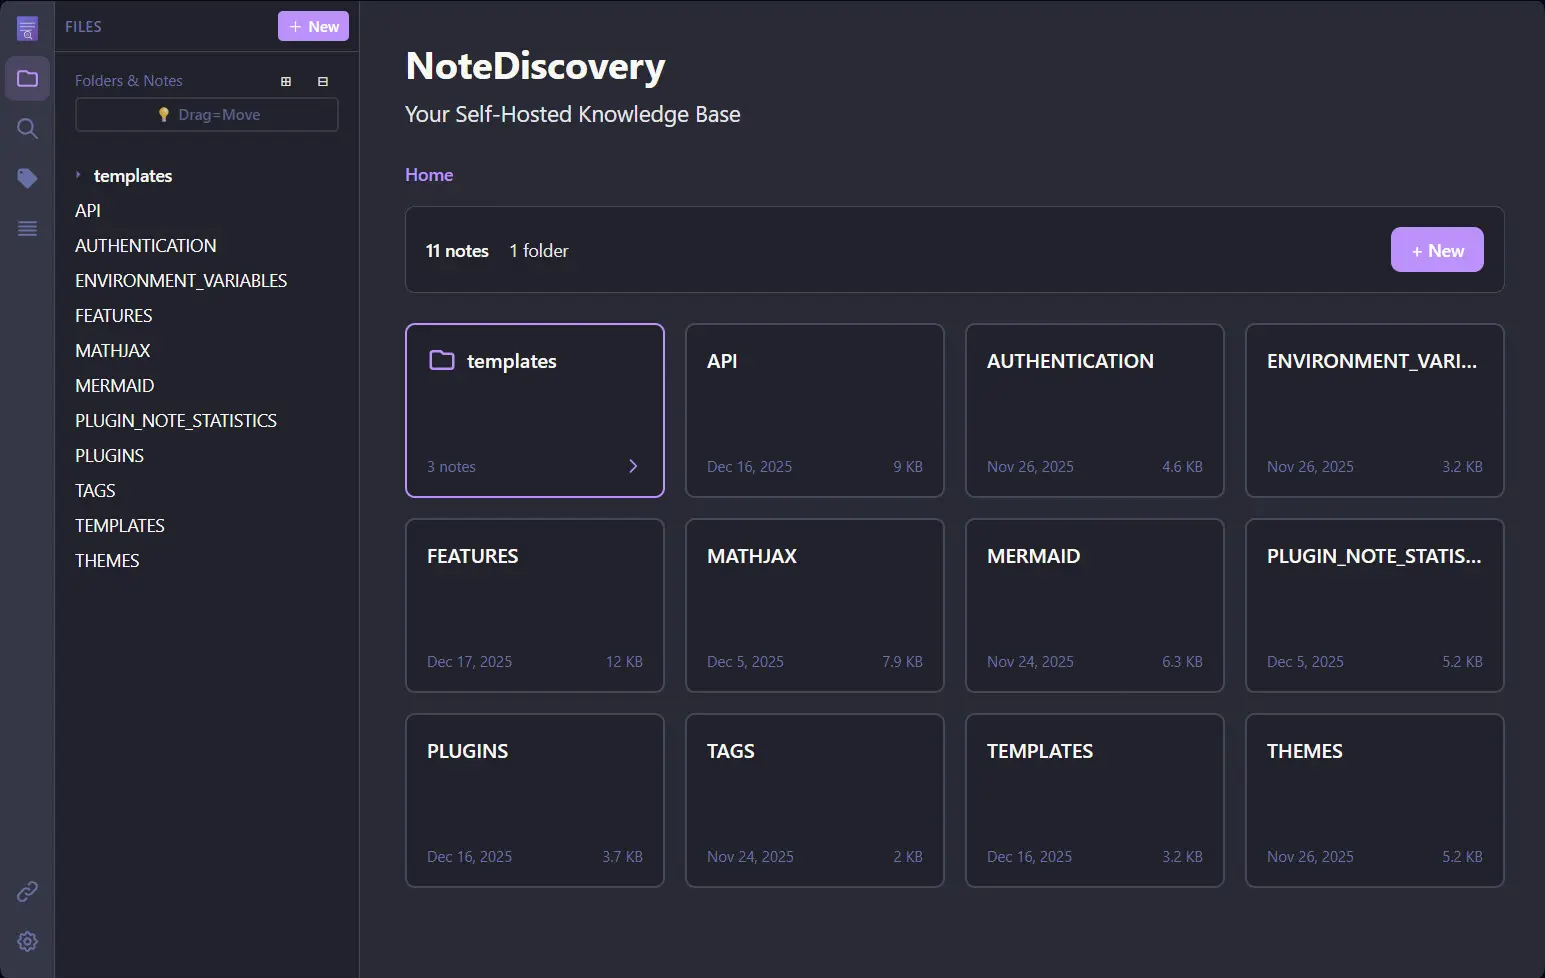 FILES
+ New
Folders & Notes
Drag=Move
templates
API
AUTHENTICATION
ENVIRONMENT_VARIABLES
FEATURES
MATHJAX
MERMAID
PLUGIN_NOTE_STATISTICS
PLUGINS
TAGS
TEMPLATES
THEMES
NoteDiscovery
Your Self-Hosted Knowledge Base
Home
11 notes 1 folder
+ New
templates
3 notes
API
Dec 16, 2025 9 KB
AUTHENTICATION
Nov 26, 2025 4.6 KB
ENVIRONMENT_VARI...
Nov 26, 2025 3.2 KB
FEATURES
Dec 17, 2025 12 KB
MATHJAX
Dec 5, 2025 7.9 KB
MERMAID
Nov 24, 2025 6.3 KB
PLUGIN_NOTE_STATIS...
Dec 5, 2025 5.2 KB
PLUGINS
Dec 16, 2025 3.7 KB
TAGS
Nov 24, 2025 2 KB
TEMPLATES
Dec 16, 2025 3.2 KB
THEMES
Nov 26, 2025 5.2 KB